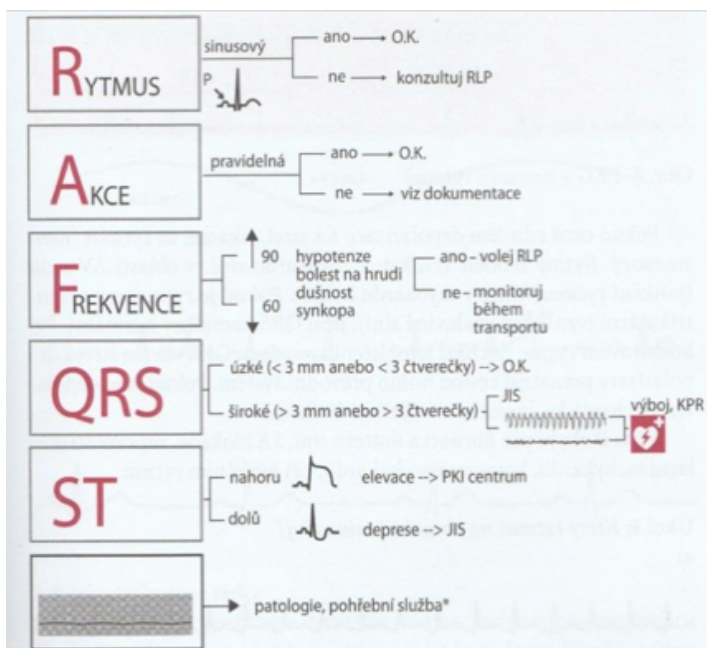 RYTMUS
sinusový
P
ano → O.K.
ne → konzultuj RLP
AKCE
pravidelná
ano → O.K.
ne → viz dokumentace
FREKVENCE
90
60
hypotenze
bolest na hrudi
dušnost
synkopa
ano – volej RLP
ne – monitoruj
během
transportu
QRS
úzké (< 3 mm anebo < 3 čtverečky) --> O.K.
široké (> 3 mm anebo > 3 čtverečky)
JIS
výboj, KPR
ST
nahoru
elevace --> PKI centrum
dolů
deprese --> JIS
patologie, pohřební služba*